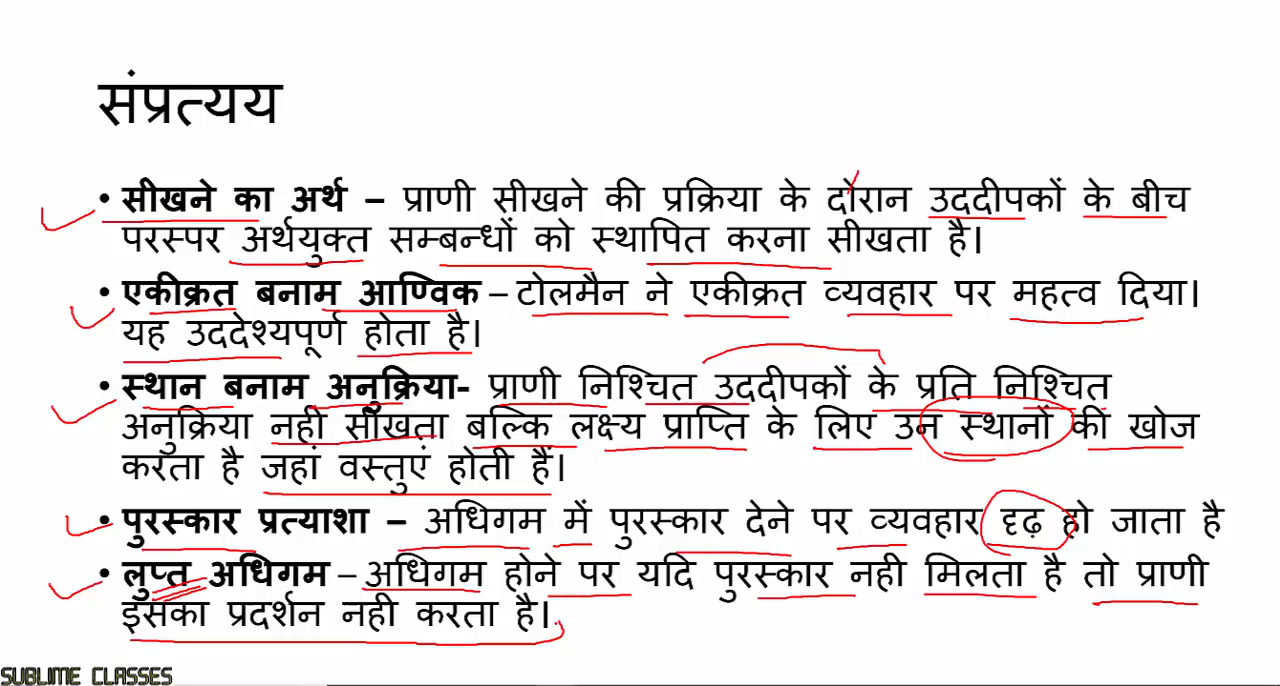 संप्रत्यय
• सीखने का अर्थ – प्राणी सीखने की प्रक्रिया के दोरान उददीपकों के बीच
परस्पर अर्थयुक्त सम्बन्धों को स्थापित करना सीखता है।
• एकीक्रत बनाम आण्विक – टोलमैन ने एकीक्रत व्यवहार पर महत्व दिया।
यह उददेश्यपूर्ण होता है।
• स्थान बनाम अनुक्रिया- प्राणी निश्चित उददीपकों के प्रति निश्चित
अनुक्रिया नही सीखता बल्कि लक्ष्य प्राप्ति के लिए उन स्थानों की खोज
करता है जहां वस्तुएं होती हैं।
• पुरस्कार प्रत्याशा – अधिगम में पुरस्कार देने पर व्यवहार दृढ़ हो जाता है
• लुप्त अधिगम – अधिगम होने पर यदि पुरस्कार नही मिलता है तो प्राणी
इसका प्रदर्शन नही करता है।
SUBLIME CLASSES